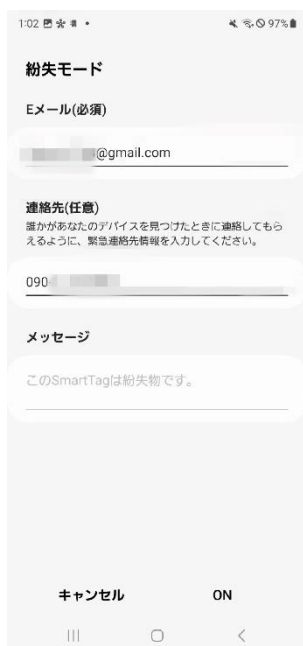 1:02
97%
紛失モード
Eメール(必須)
@gmail.com
連絡先(任意)
誰かがあなたのデバイスを見つけたときに連絡してもら
えるように、緊急連絡先情報を入力してください。
090-
メッセージ
このSmartTagは紛失物です。
キャンセル
ON